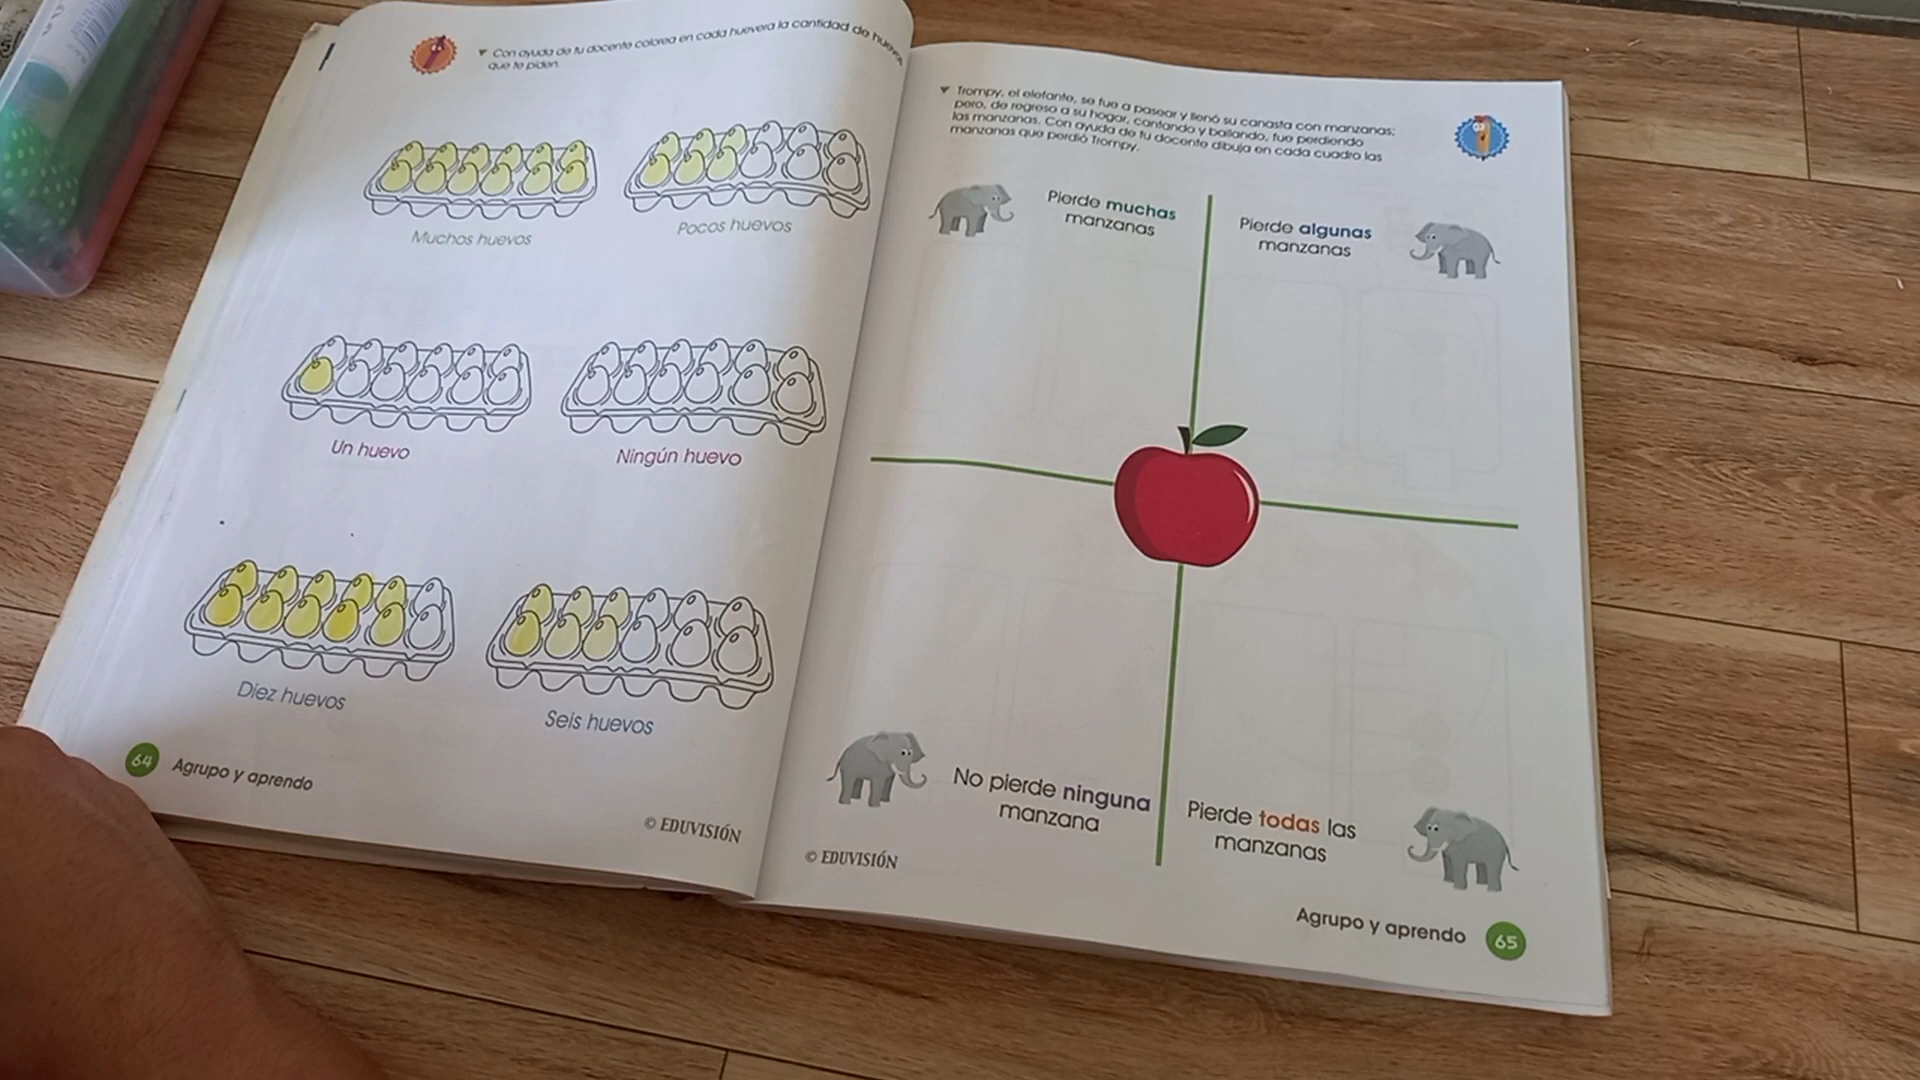 Con ayuda de tu docente colorea en cada huevera la cantidad de huevos
que te piden.
Muchos huevos
Pocos huevos
Un huevo
Ningún huevo
Diez huevos
Seis huevos
64 Agrupo y aprendo
© EDUVISIÓN
Trompy, el elefante, se fue a pasear y llenó su canasta con manzanas;
pero, de regreso a su hogar, cantando y bailando, fue perdiendo
las manzanas. Con ayuda de tu docente dibuja en cada cuadro las
manzanas que perdió Trompy.
Pierde muchas
manzanas
Pierde algunas
manzanas
No pierde ninguna
manzana
Pierde todas las
manzanas
© EDUVISIÓN
Agrupo y aprendo 65